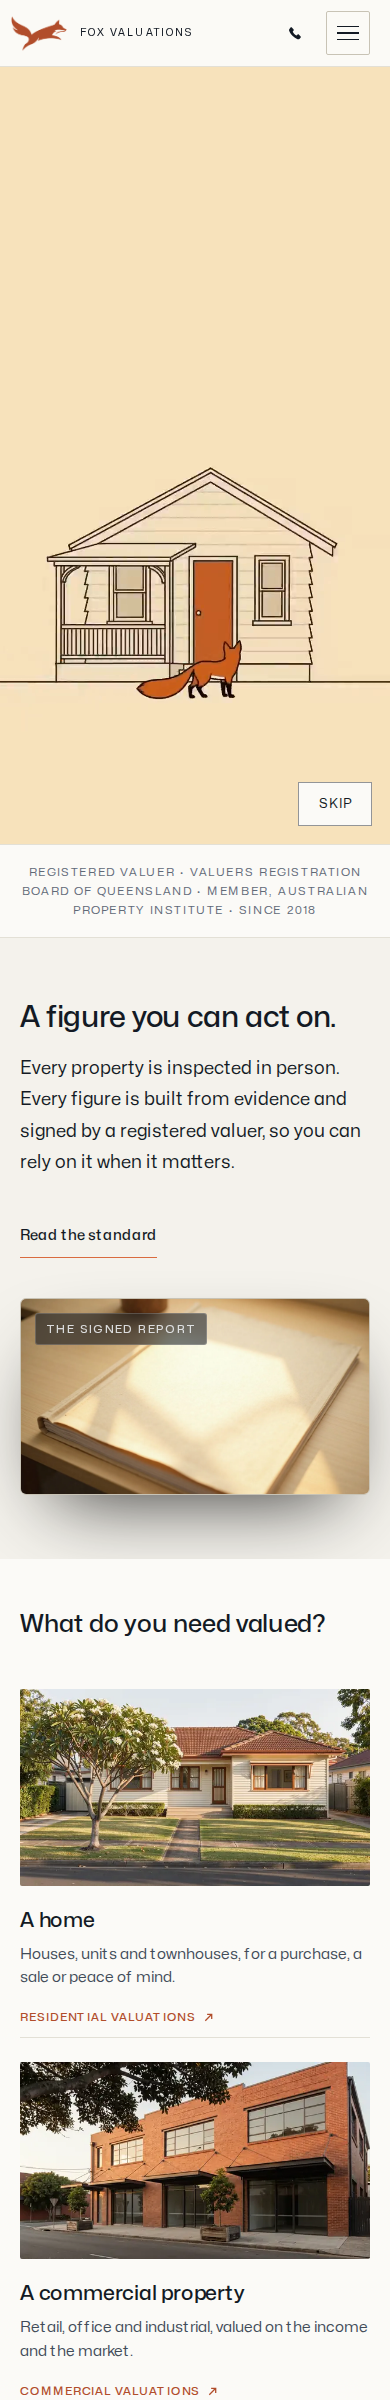 FOX VALUATIONS
SKIP
REGISTERED VALUER · VALUERS REGISTRATION
BOARD OF QUEENSLAND · MEMBER, AUSTRALIAN
PROPERTY INSTITUTE · SINCE 2018
A figure you can act on.
Every property is inspected in person.
Every figure is built from evidence and
signed by a registered valuer, so you can
rely on it when it matters.
Read the standard
THE SIGNED REPORT
What do you need valued?
A home
Houses, units and townhouses, for a purchase, a
sale or peace of mind.
RESIDENTIAL VALUATIONS ↗
A commercial property
Retail, office and industrial, valued on the income
and the market.
COMMERCIAL VALUATIONS ↗